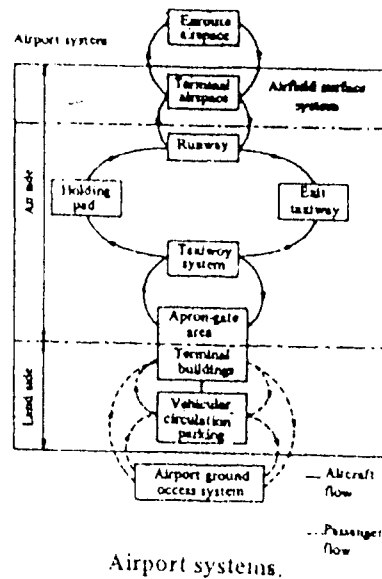 Enroute
airspace
Airport system
Terminal
airspace
Airfield surface
system
Runway
Air side
Holding
pad
Exit
taxiway
Taxiway
system
Apron-gate
area
Terminal
buildings
Land side
Vehicular
circulation
parking
Airport ground
access system
Aircraft
flow
Passenger
flow
Airport systems.